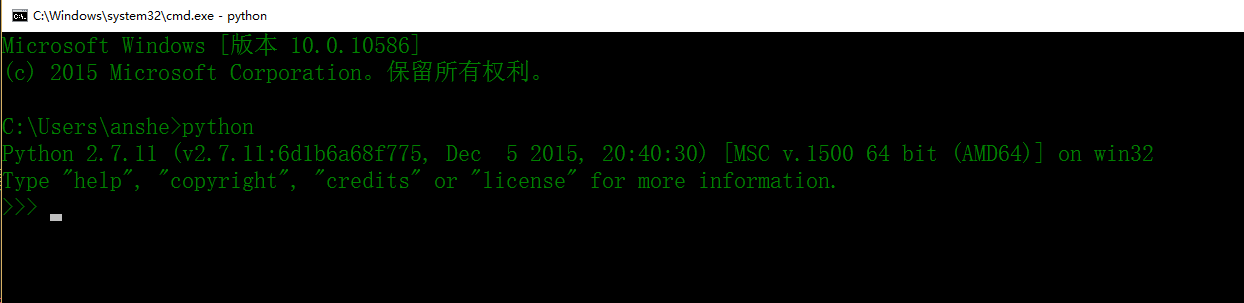 C:\Windows\system32\cmd.exe - python
Microsoft Windows [版本 10.0.10586]
(c) 2015 Microsoft Corporation。保留所有权利。
C:\Users\anshe>python
Python 2.7.11 (v2.7.11:6d1b6a68f775, Dec  5 2015, 20:40:30) [MSC v.1500 64 bit (AMD64)] on win32
Type "help", "copyright", "credits" or "license" for more information.
>>>